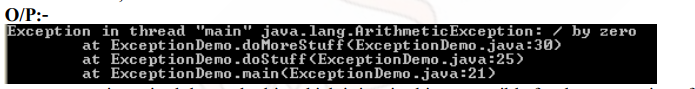 O/P:-
Exception in thread "main" java.lang.ArithmeticException: / by zero
at ExceptionDemo.doMoreStuff(ExceptionDemo.java:30)
at ExceptionDemo.doStuff(ExceptionDemo.java:25)
at ExceptionDemo.main(ExceptionDemo.java:21)